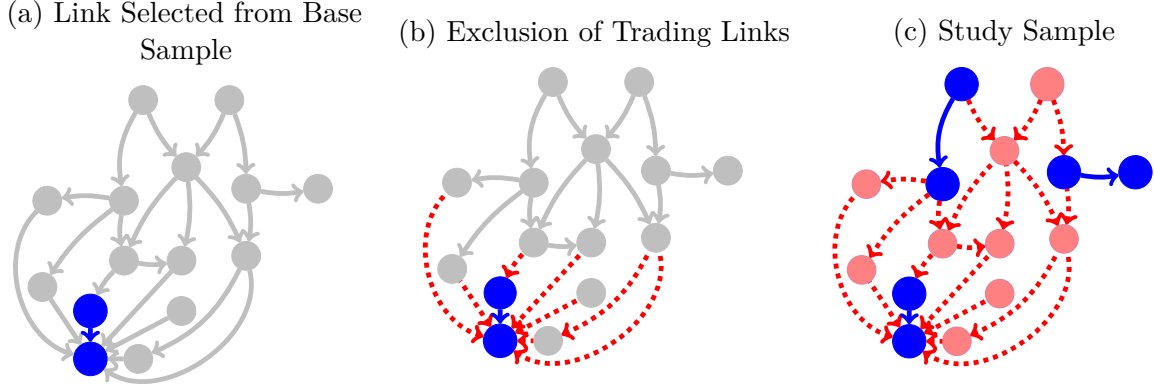 (a) Link Selected from Base
Sample
(b) Exclusion of Trading Links
(c) Study Sample